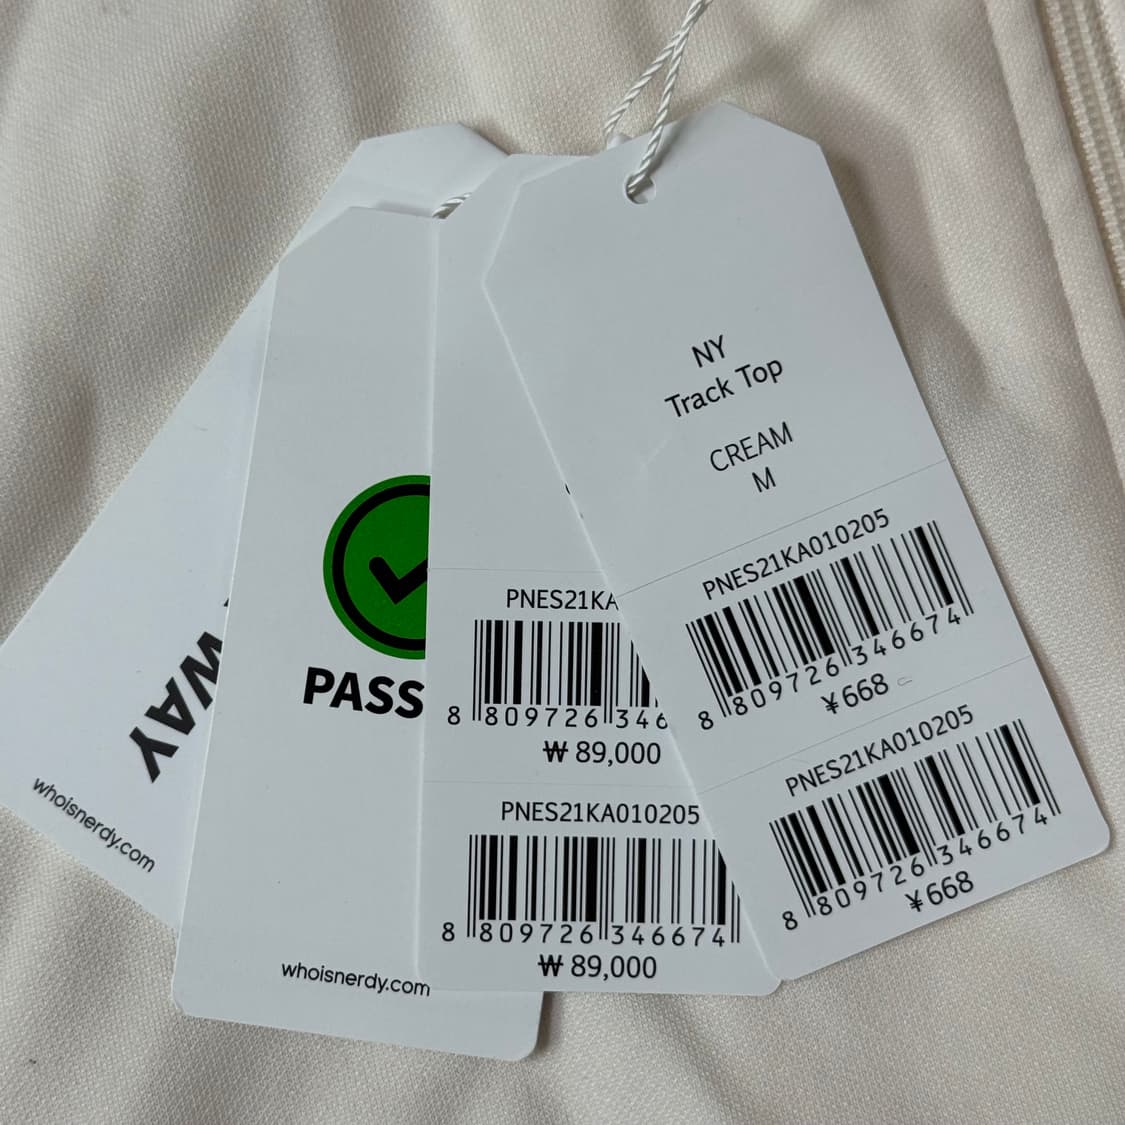 WAY
whoisnerdy.com
PASS
whoisnerdy.com
PNES21KA
8 809726 346
₩ 89,000
PNES21KA010205
8 809726 346674
₩ 89,000
NY
Track Top
CREAM
M
PNES21KA010205
8 809726 346674
¥668
PNES21KA010205
8 809726 346674
¥668